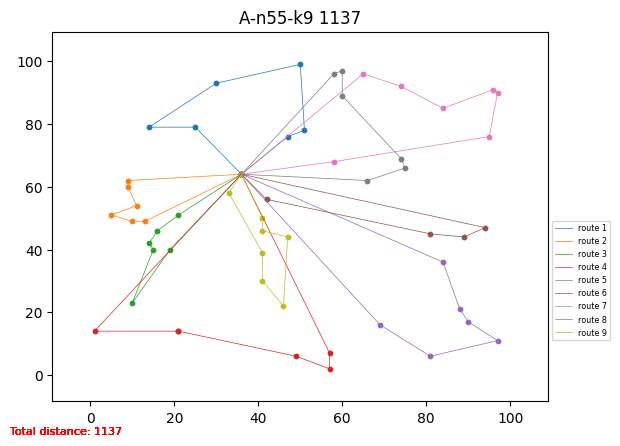 A-n55-k9 1137
100
80
60
40
20
0
0 20 40 60 80 100
route 1
route 2
route 3
route 4
route 5
route 6
route 7
route 8
route 9
Total distance: 1137